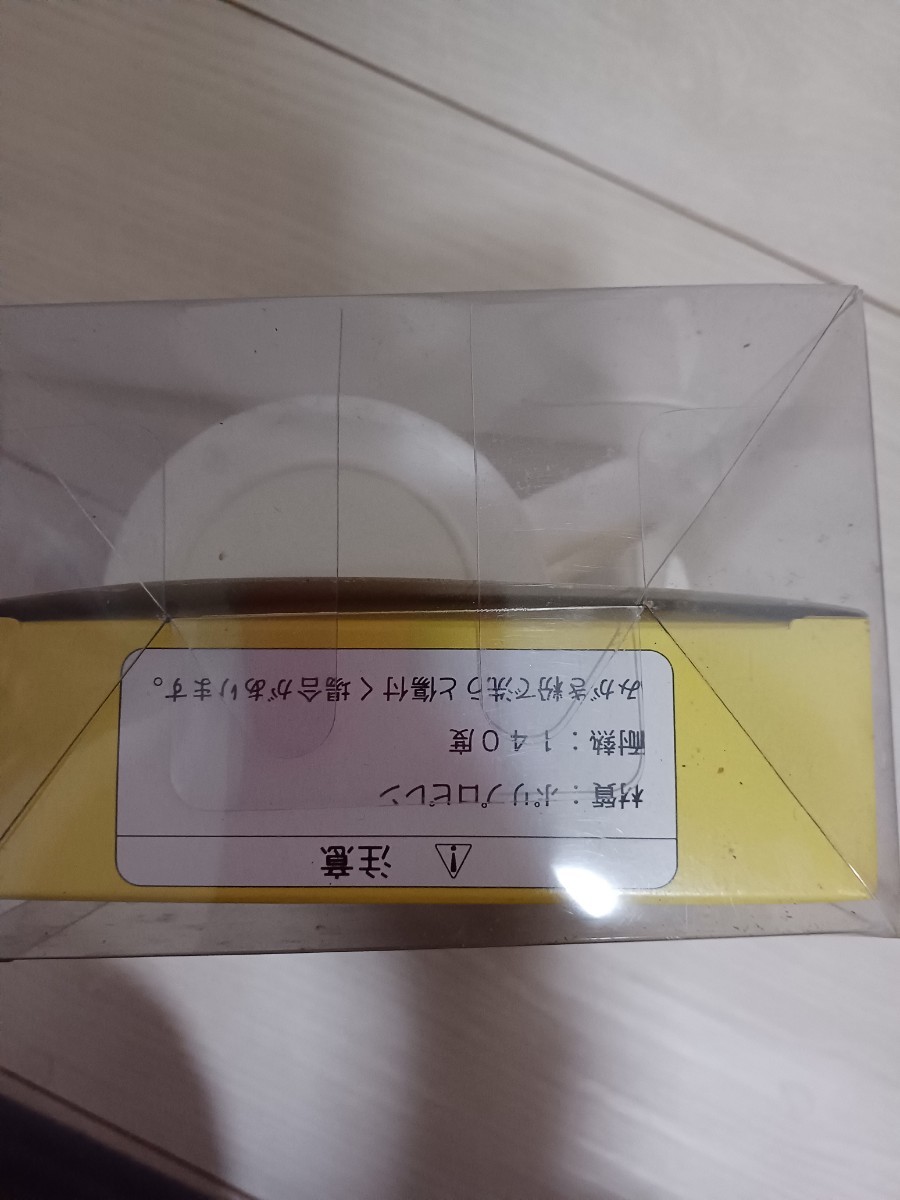 ⚠注意
材質：ポリプロピレン
耐熱：１４０度
みがき粉で洗うと傷付く場合があります。